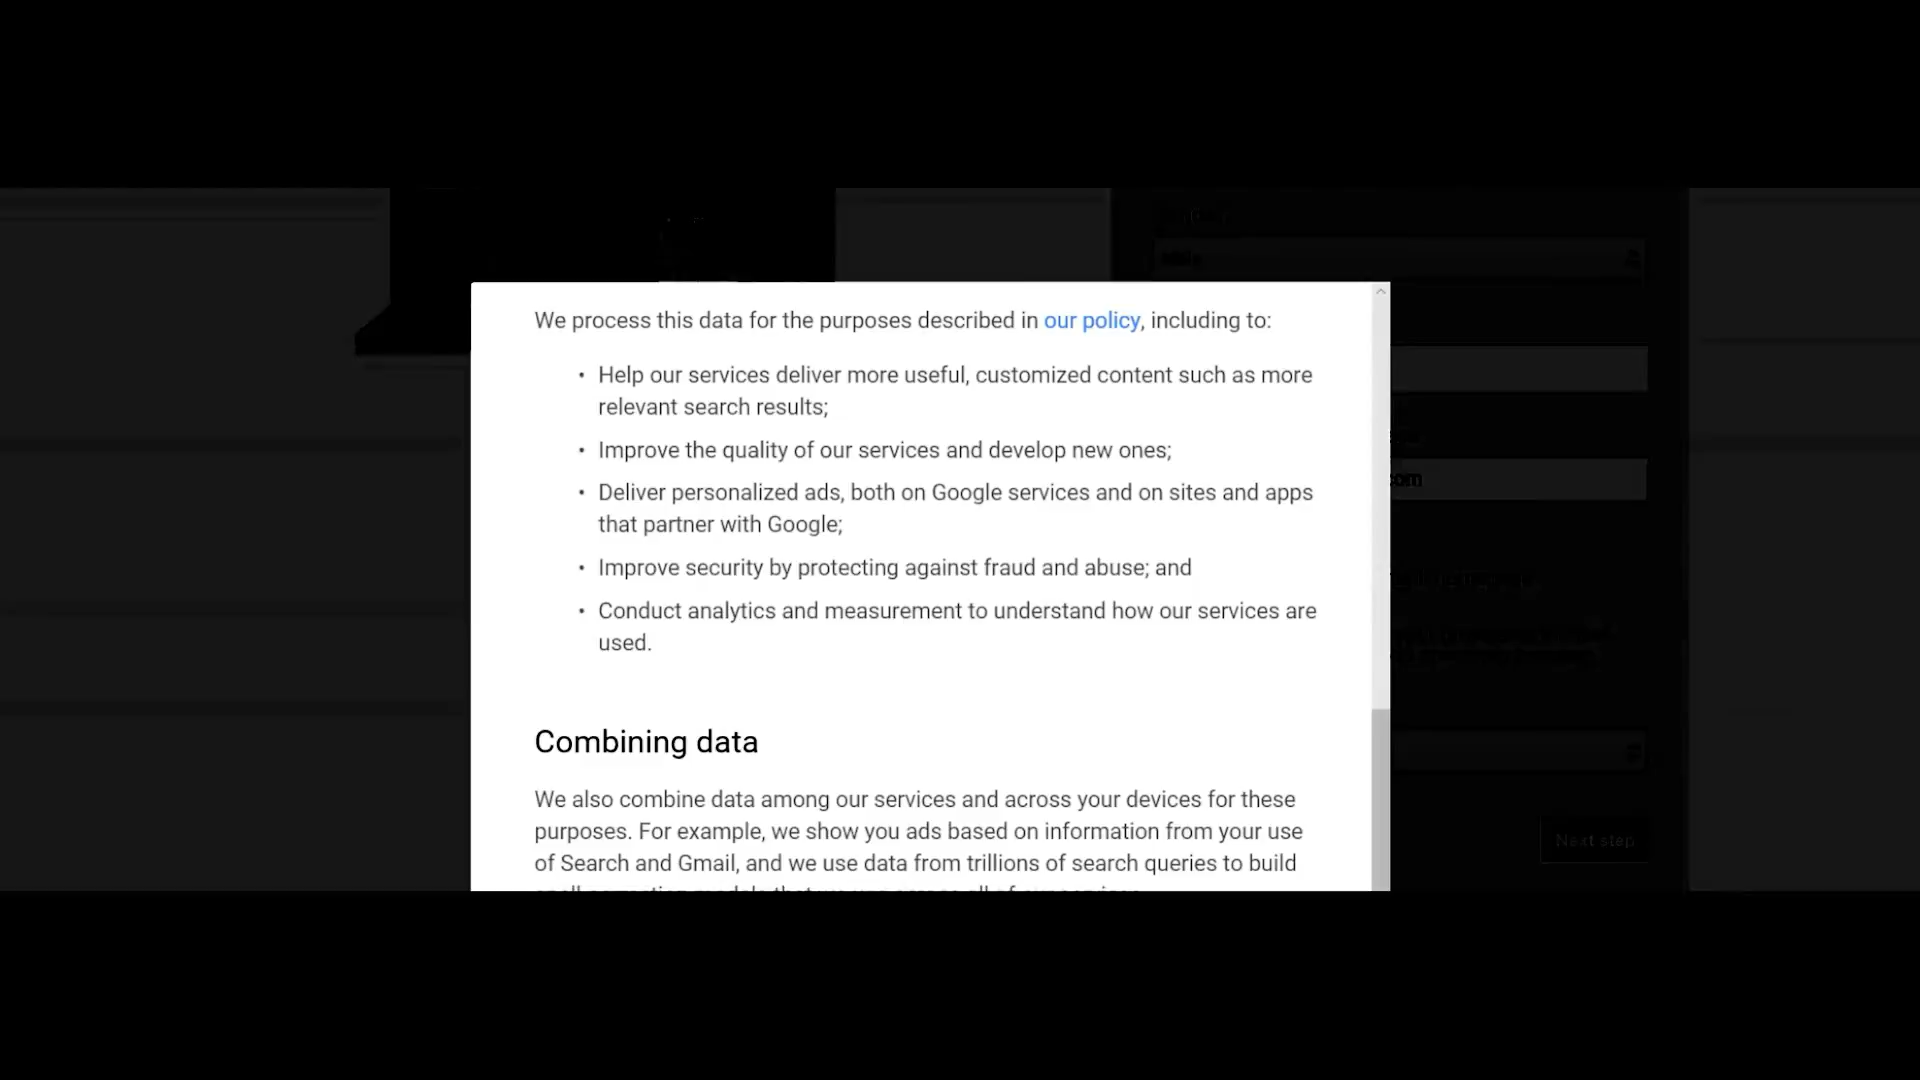 We process this data for the purposes described in our policy, including to:
• Help our services deliver more useful, customized content such as more
relevant search results;
• Improve the quality of our services and develop new ones;
• Deliver personalized ads, both on Google services and on sites and apps
that partner with Google;
• Improve security by protecting against fraud and abuse; and
• Conduct analytics and measurement to understand how our services are
used.
Combining data
We also combine data among our services and across your devices for these
purposes. For example, we show you ads based on information from your use
of Search and Gmail, and we use data from trillions of search queries to build
com
Next step